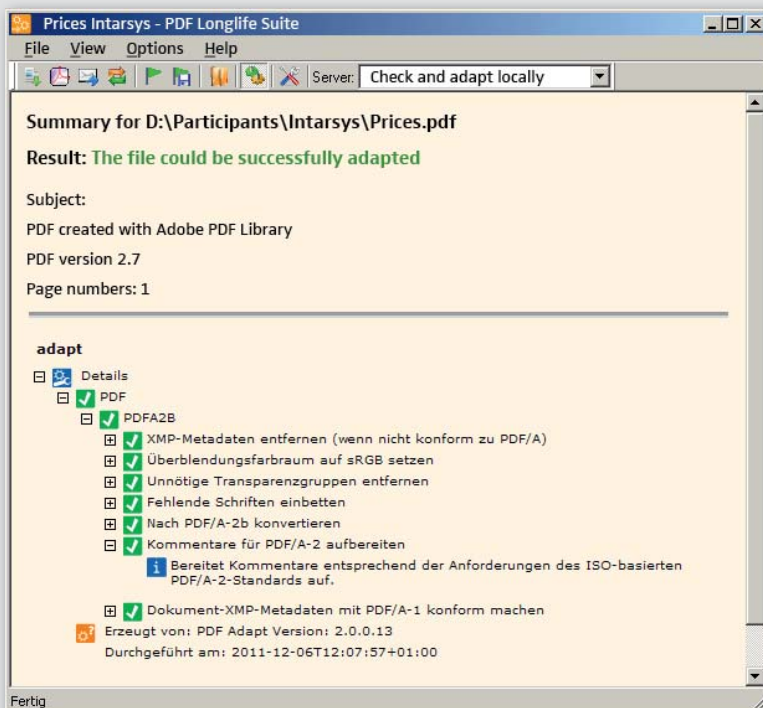 Prices Intarsys - PDF Longlife Suite
File View Options Help
Server: Check and adapt locally
Summary for D:\Participants\Intarsys\Prices.pdf
Result: The file could be successfully adapted
Subject:
PDF created with Adobe PDF Library
PDF version 2.7
Page numbers: 1
adapt
Details
PDF
PDFA2B
XMP-Metadaten entfernen (wenn nicht konform zu PDF/A)
Überblendungsfarbraum auf sRGB setzen
Unnötige Transparenzgruppen entfernen
Fehlende Schriften einbetten
Nach PDF/A-2b konvertieren
Kommentare für PDF/A-2 aufbereiten
Bereitet Kommentare entsprechend der Anforderungen des ISO-basierten
PDF/A-2-Standards auf.
Dokument-XMP-Metadaten mit PDF/A-1 konform machen
Erzeugt von: PDF Adapt Version: 2.0.0.13
Durchgeführt am: 2011-12-06T12:07:57+01:00
Fertig